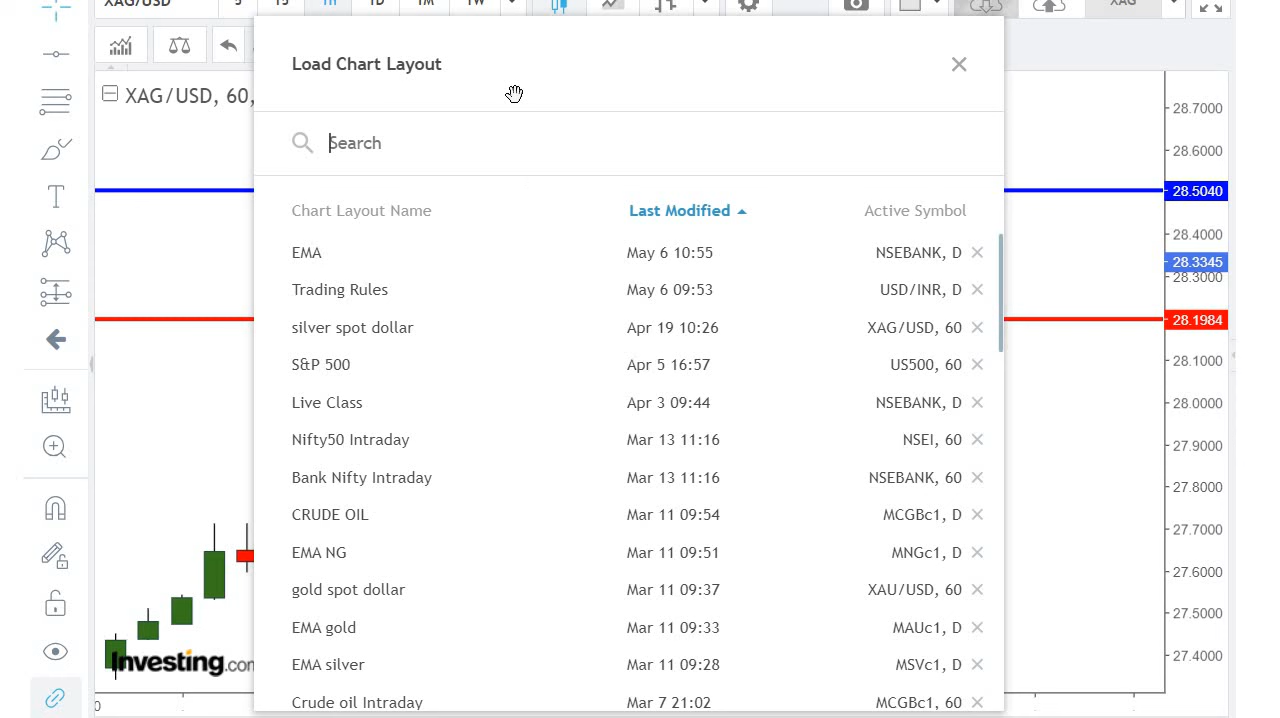 XAG/USD 5 15 1H 1D 1M 1W XAG
Load Chart Layout
XAG/USD, 60,
Search
Chart Layout Name Last Modified Active Symbol
EMA May 6 10:55 NSEBANK, D
Trading Rules May 6 09:53 USD/INR, D
silver spot dollar Apr 19 10:26 XAG/USD, 60
S&P 500 Apr 5 16:57 US500, 60
Live Class Apr 3 09:44 NSEBANK, D
Nifty50 Intraday Mar 13 11:16 NSEI, 60
Bank Nifty Intraday Mar 13 11:16 NSEBANK, 60
CRUDE OIL Mar 11 09:54 MCGBc1, D
EMA NG Mar 11 09:51 MNGc1, D
gold spot dollar Mar 11 09:37 XAU/USD, 60
EMA gold Mar 11 09:33 MAUc1, D
EMA silver Mar 11 09:28 MSVc1, D
Crude oil Intraday Mar 7 21:02 MCGBc1, 60
28.7000
28.6000
28.5040
28.4000
28.3345
28.3000
28.1984
28.1000
28.0000
27.9000
27.8000
27.7000
27.6000
27.5000
27.4000
Investing.com
0
T